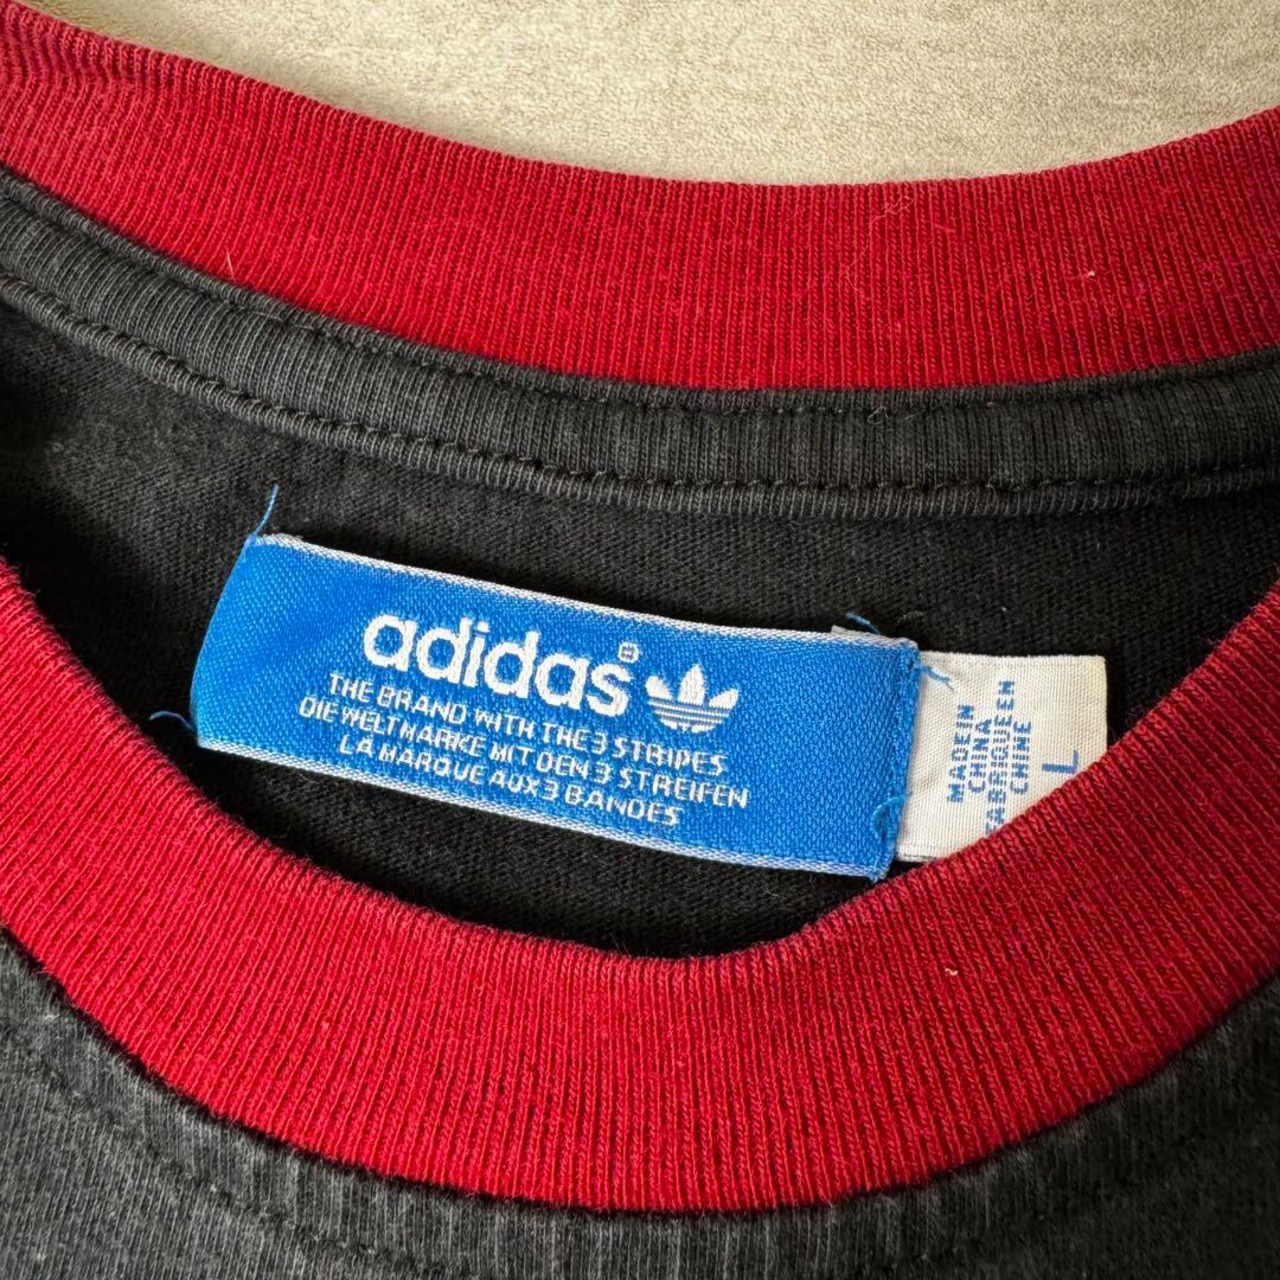 adidas®
THE BRAND WITH THE 3 STRIPES
DIE WELTMARKE MIT DEN 3 STREIFEN
LA MARQUE AUX 3 BANDES
MADE IN
CHINA
FABRIQUE EN
CHINE
L